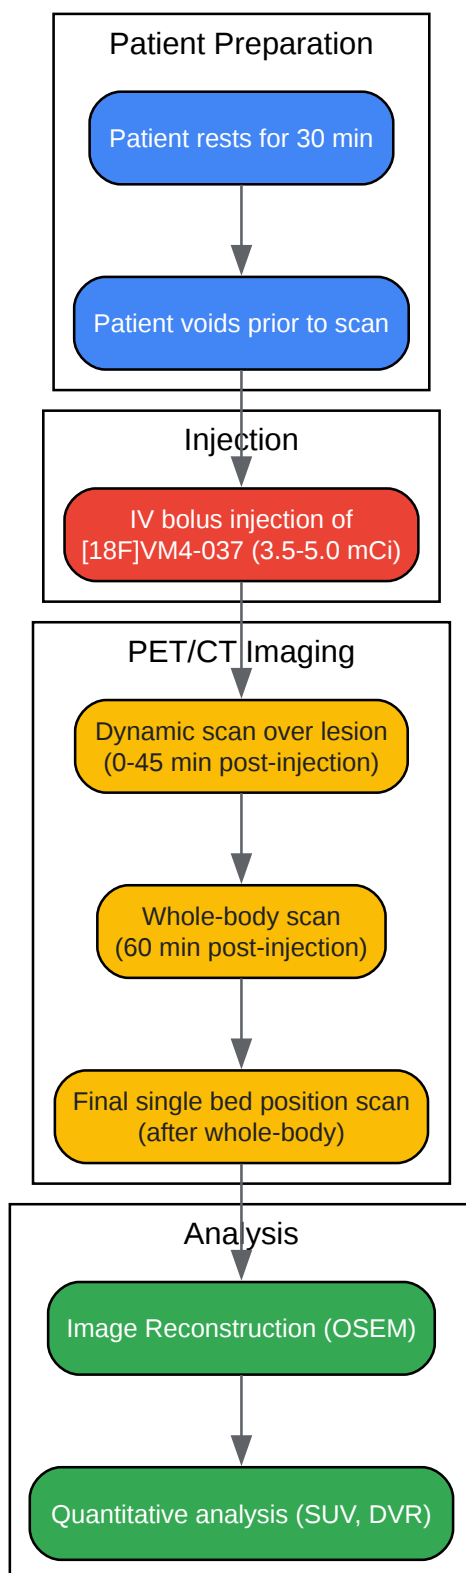 Patient Preparation
Patient rests for 30 min
Patient voids prior to scan
Injection
IV bolus injection of
[18F]VM4-037 (3.5-5.0 mCi)
PET/CT Imaging
Dynamic scan over lesion
(0-45 min post-injection)
Whole-body scan
(60 min post-injection)
Final single bed position scan
(after whole-body)
Analysis
Image Reconstruction (OSEM)
Quantitative analysis (SUV, DVR)